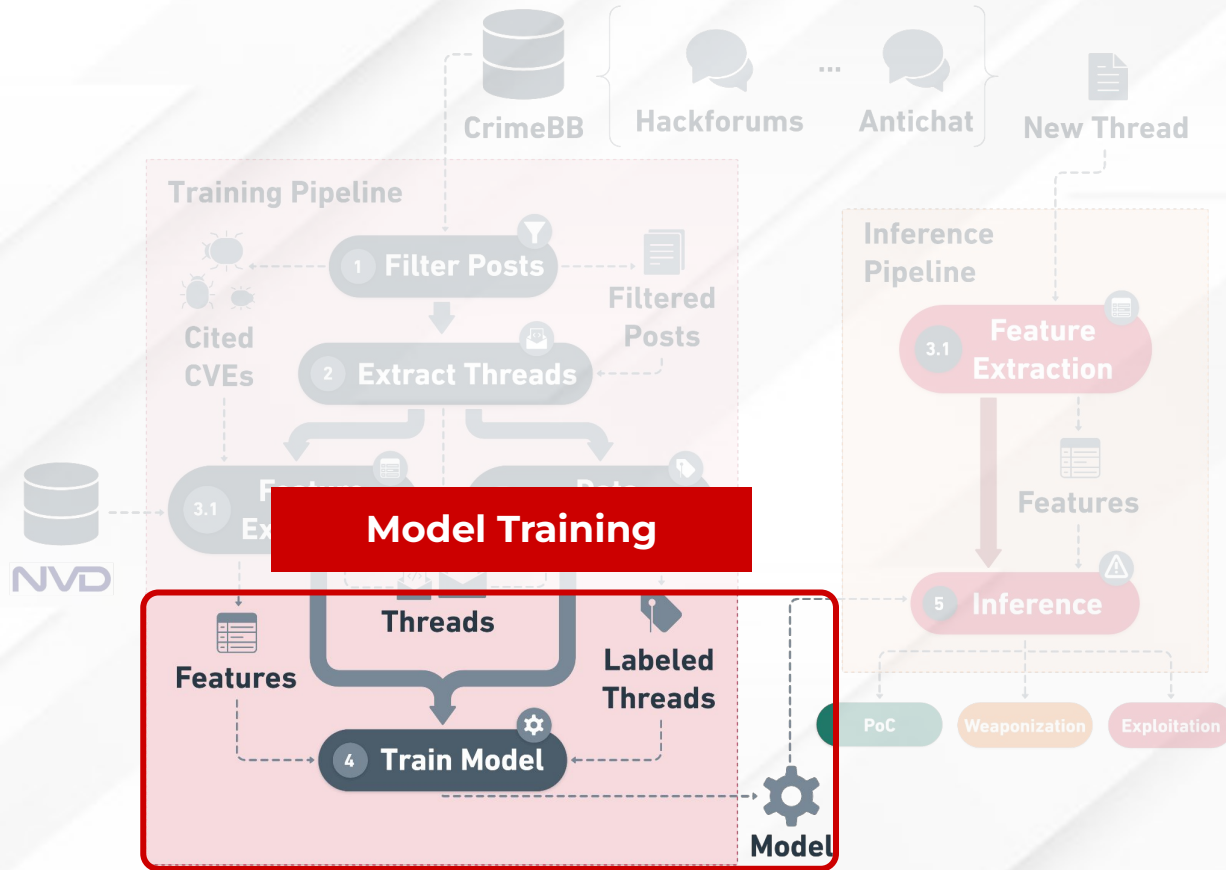 CrimeBB
Hackforums
...
Antichat
New Thread
Training Pipeline
1 Filter Posts
Filtered
Posts
Cited
CVEs
2 Extract Threads
Inference
Pipeline
3.1 Feature
Extraction
Features
3.1
Model Training
NVD
Threads
Features
Labeled
Threads
4 Train Model
Model
5 Inference
PoC
Weaponization
Exploitation